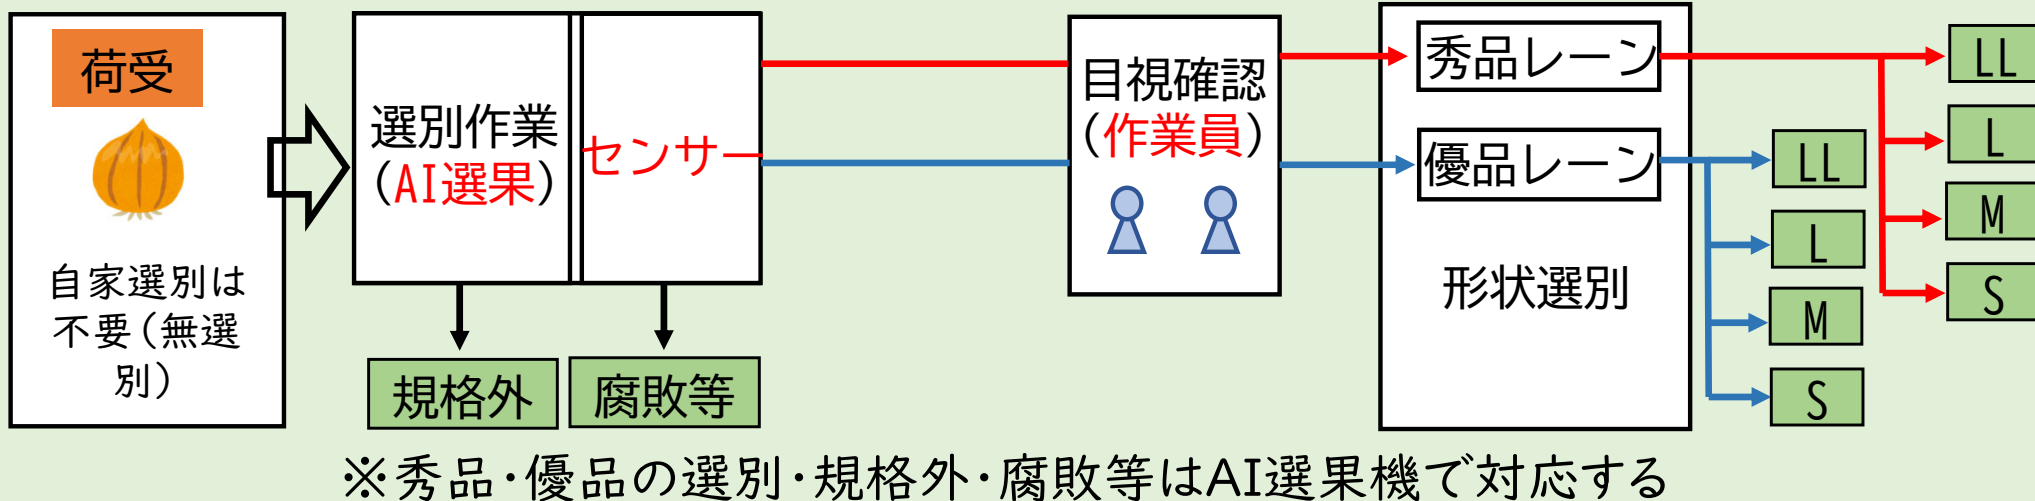 荷受
自家選別は
不要(無選
別)
選別作業
(AI選果)
センサー
規格外
腐敗等
目視確認
(作業員)
秀品レーン
優品レーン
形状選別
LL
L
M
S
LL
L
M
S
※秀品・優品の選別・規格外・腐敗等はAI選果機で対応する